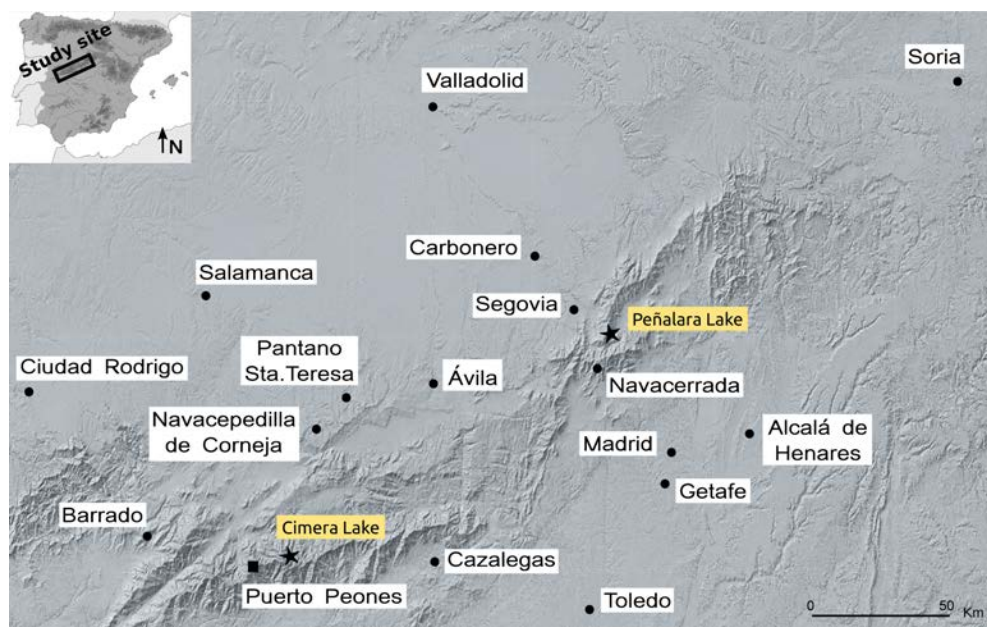 Study site
N
Soria
Valladolid
Carbonero
Salamanca
Segovia
Peñalara Lake
Pantano
Sta.Teresa
Ciudad Rodrigo
Ávila
Navacerrada
Navacepedilla
de Corneja
Madrid
Alcalá de
Henares
Getafe
Barrado
Cimera Lake
Cazalegas
Puerto Peones
Toledo
0 50 Km